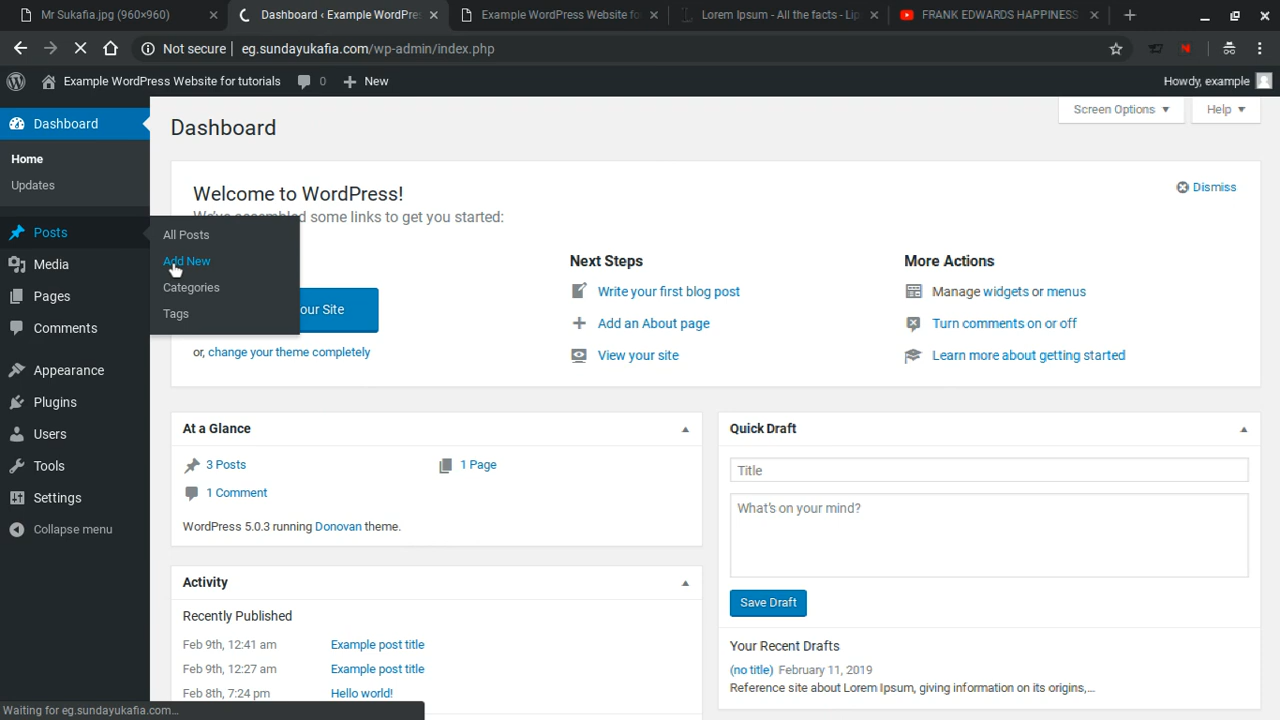 Mr Sukafia.jpg (960×960)
Dashboard ‹ Example WordPre
Example WordPress Website fo
Lorem Ipsum - All the facts - Lip
FRANK EDWARDS HAPPINESS
Not secure | eg.sundayukafia.com/wp-admin/index.php
Example WordPress Website for tutorials
0
New
Howdy, example
Dashboard
Home
Updates
Posts
Media
Pages
Comments
Appearance
Plugins
Users
Tools
Settings
Collapse menu
All Posts
Add New
Categories
Tags
Dashboard
Screen Options
Help
Welcome to WordPress!
Dismiss
We've assembled some links to get you started:
our Site
or, change your theme completely
Next Steps
Write your first blog post
Add an About page
View your site
More Actions
Manage widgets or menus
Turn comments on or off
Learn more about getting started
At a Glance
3 Posts
1 Page
1 Comment
WordPress 5.0.3 running Donovan theme.
Activity
Recently Published
Feb 9th, 12:41 am Example post title
Feb 9th, 12:27 am Example post title
Feb 8th, 7:24 pm Hello world!
Quick Draft
Title
What's on your mind?
Save Draft
Your Recent Drafts
(no title) February 11, 2019
Reference site about Lorem Ipsum, giving information on its origins,…
Waiting for eg.sundayukafia.com...